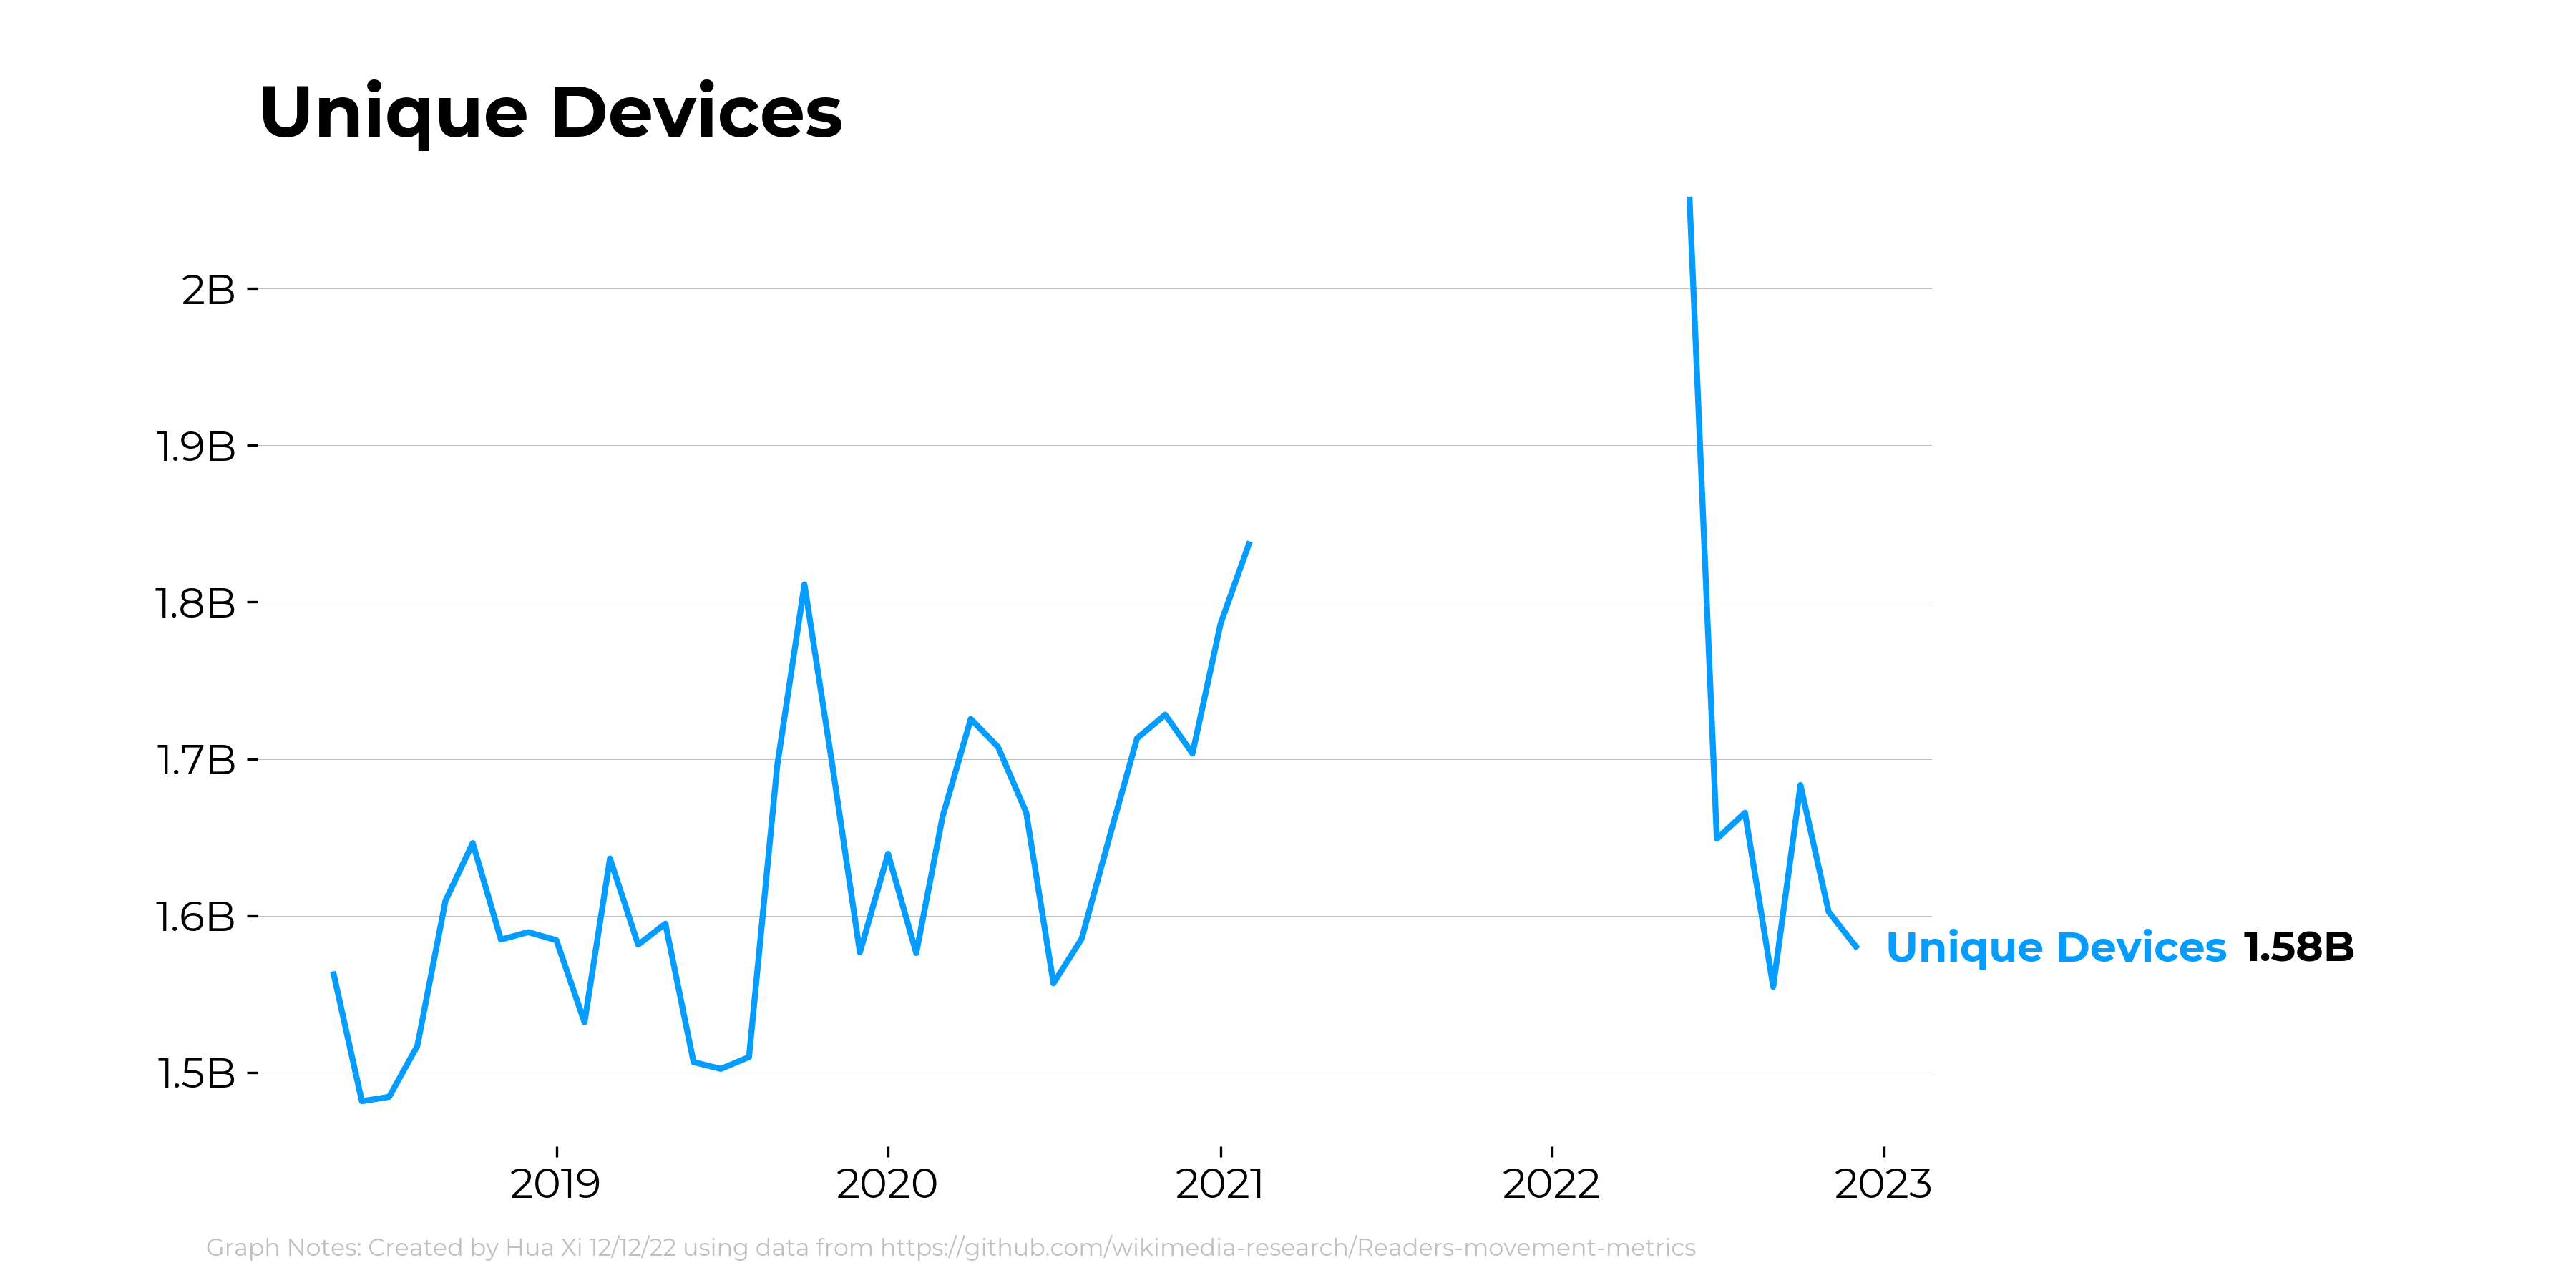 Unique Devices
2B
1.9B
1.8B
1.7B
1.6B
1.5B
Unique Devices 1.58B
2019 2020 2021 2022 2023
Graph Notes: Created by Hua Xi 12/12/22 using data from https://github.com/wikimedia-research/Readers-movement-metrics